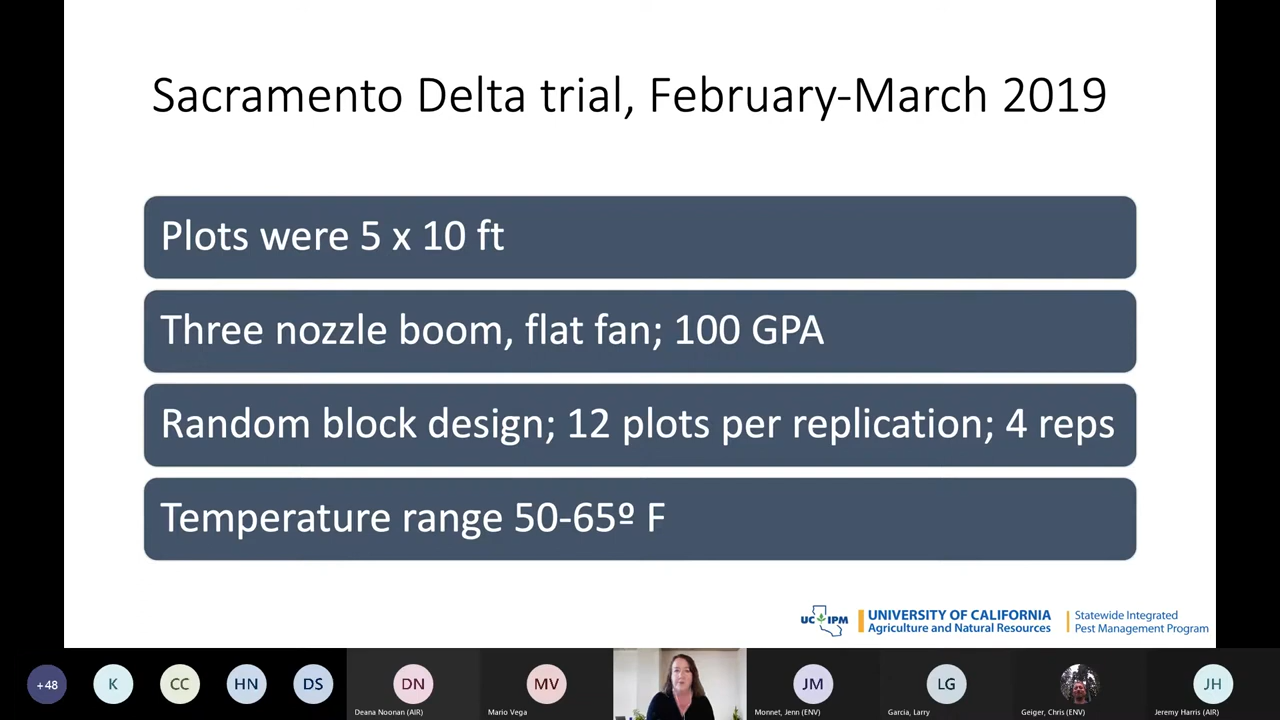 Sacramento Delta trial, February-March 2019
Plots were 5 x 10 ft
Three nozzle boom, flat fan; 100 GPA
Random block design; 12 plots per replication; 4 reps
Temperature range 50-65º F
UC IPM
UNIVERSITY OF CALIFORNIA
Agriculture and Natural Resources
Statewide Integrated
Pest Management Program
+48
K
CC
HN
DS
DN
Deana Noonan (AIR)
MV
Mario Vega
JM
Monnet, Jenn (ENV)
LG
Garcia, Larry
Geiger, Chris (ENV)
JH
Jeremy Harris (AIR)